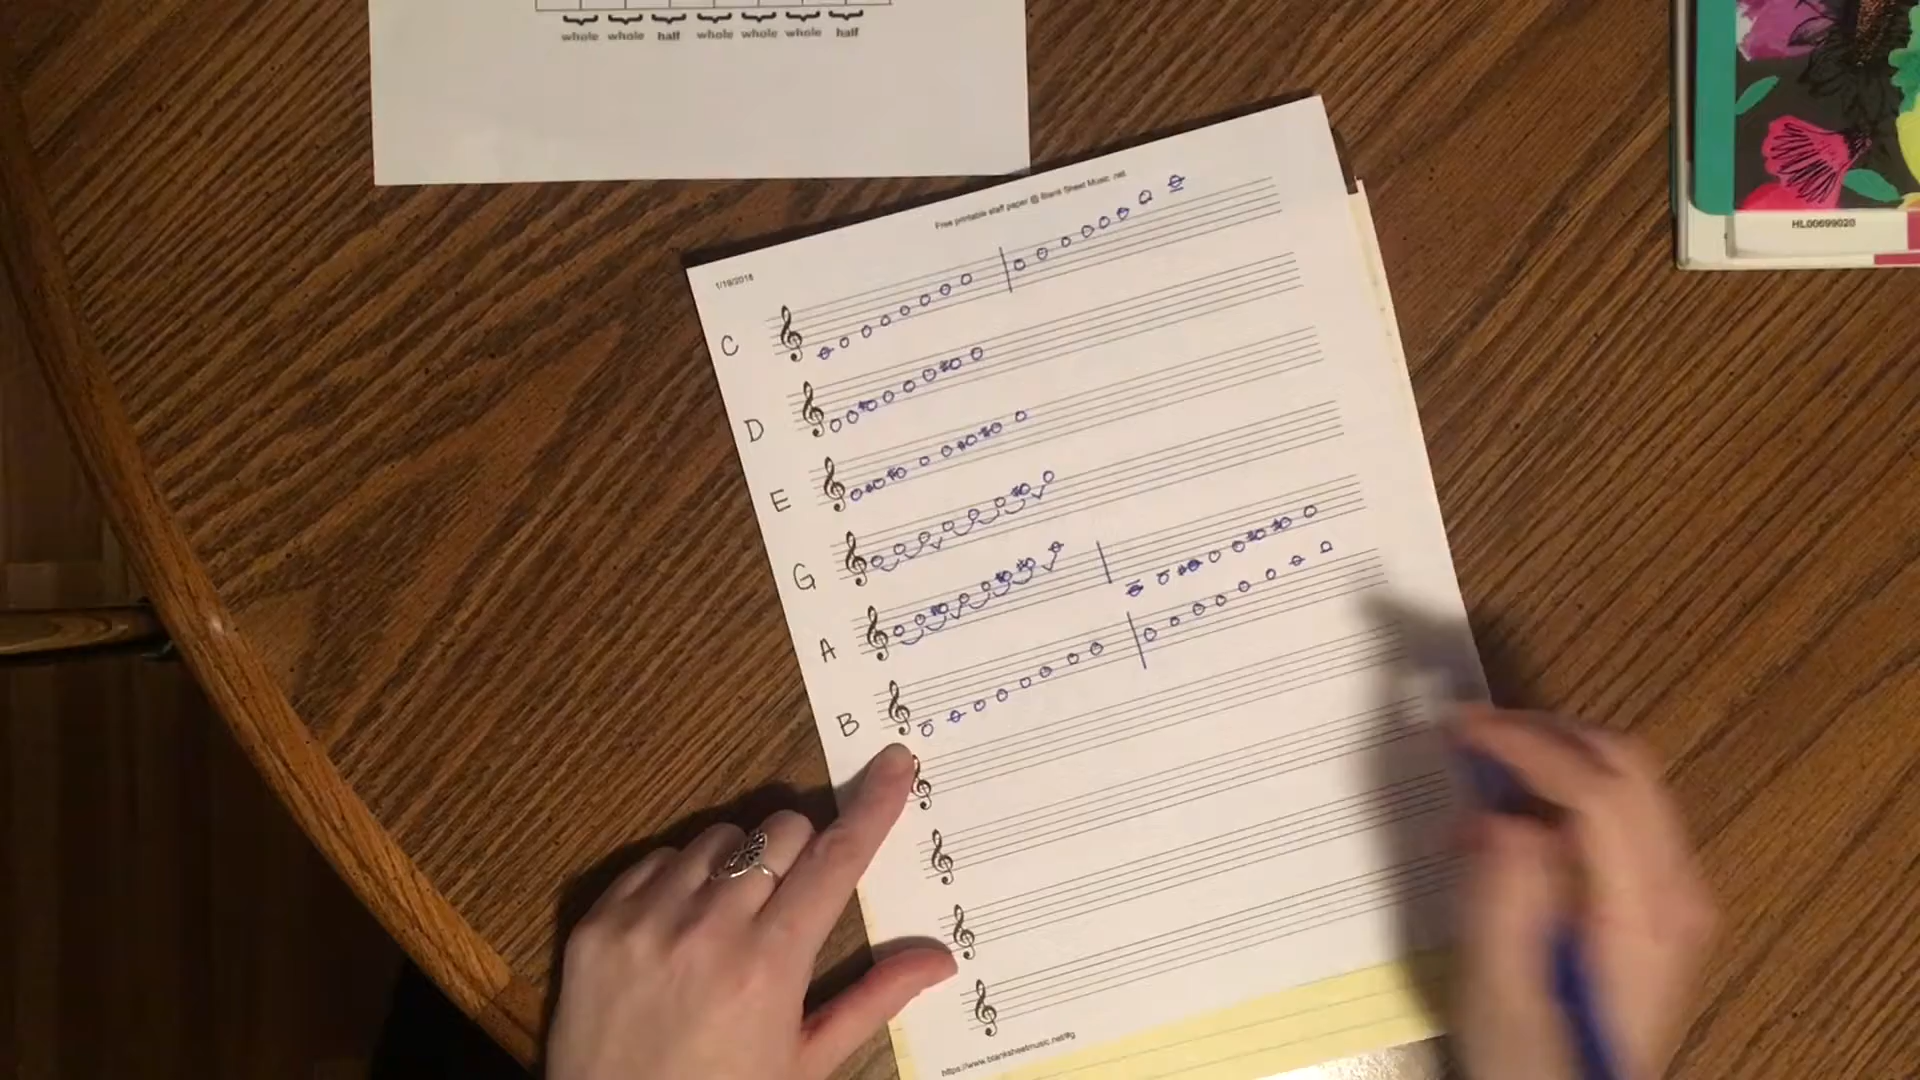 whole whole half whole whole whole half
HL00699020
Free printable staff paper @ Blank Sheet Music .net
1/19/2018
C
D
E
G
A
B
https://www.blanksheetmusic.net/#g